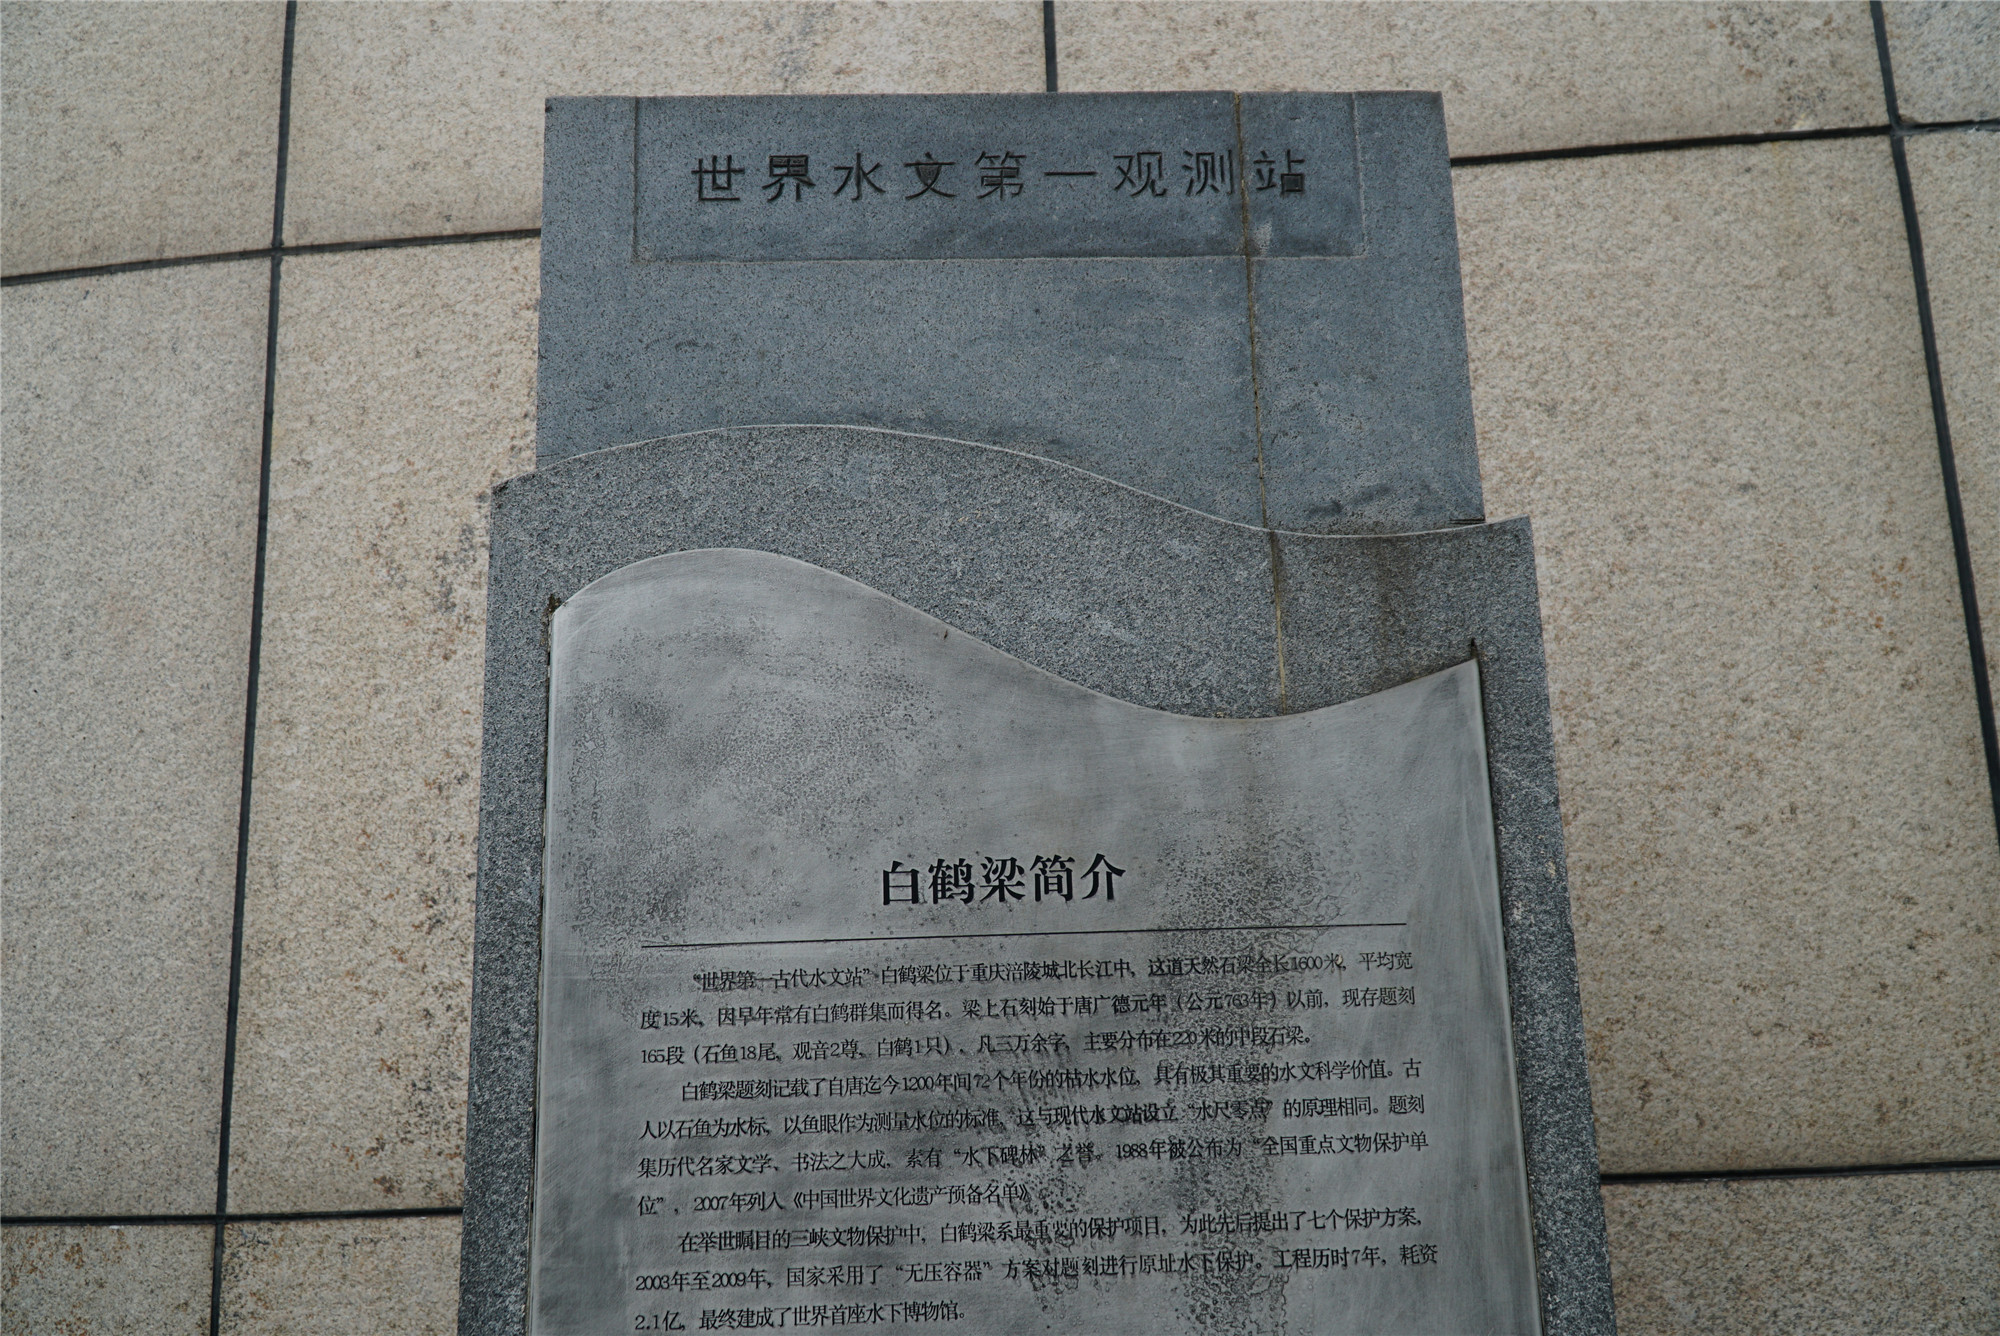 世界水文第一观测站
白鹤梁简介
“世界第一古代水文站”白鹤梁位于重庆涪陵城北长江中，这道天然石梁全长1600米，平均宽
度15米，因早年常有白鹤群集而得名。梁上石刻始于唐广德元年（公元763年）以前，现存题刻
165段（石鱼18尾，观音2尊，白鹤1只），凡三万余字，主要分布在220米的中段石梁。
白鹤梁题刻记载了自唐迄今1200年间72个年份的枯水水位，具有极其重要的水文科学价值。古
人以石鱼为水标，以鱼眼作为测量水位的标准，这与现代水文站设立“水尺零点”的原理相同。题刻
集历代名家文学、书法之大成，素有“水下碑林”之誉。1988年被公布为“全国重点文物保护单
位”，2007年列入《中国世界文化遗产预备名单》
在举世瞩目的三峡文物保护中，白鹤梁系最重要的保护项目，为此先后提出了七个保护方案，
2003年至2009年，国家采用了“无压容器”方案对题刻进行原址水下保护。工程历时7年，耗资
2.1亿，最终建成了世界首座水下博物馆。